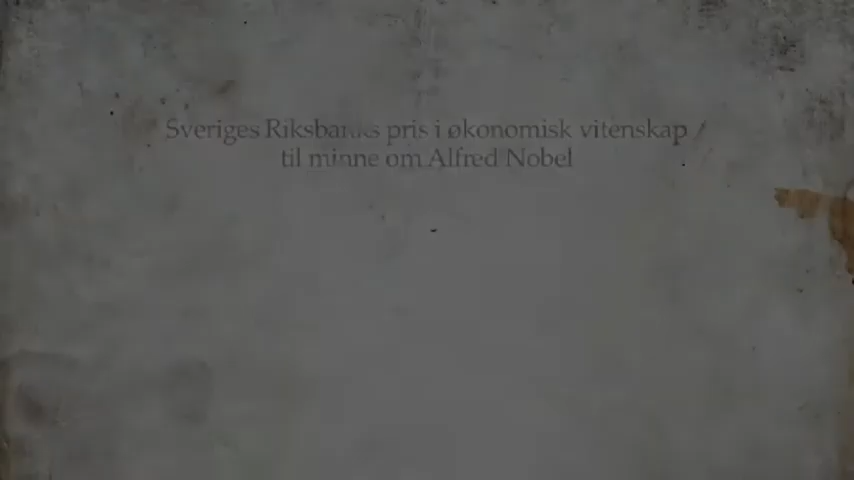 Sveriges Riksbanks pris i økonomisk vitenskap /
til minne om Alfred Nobel